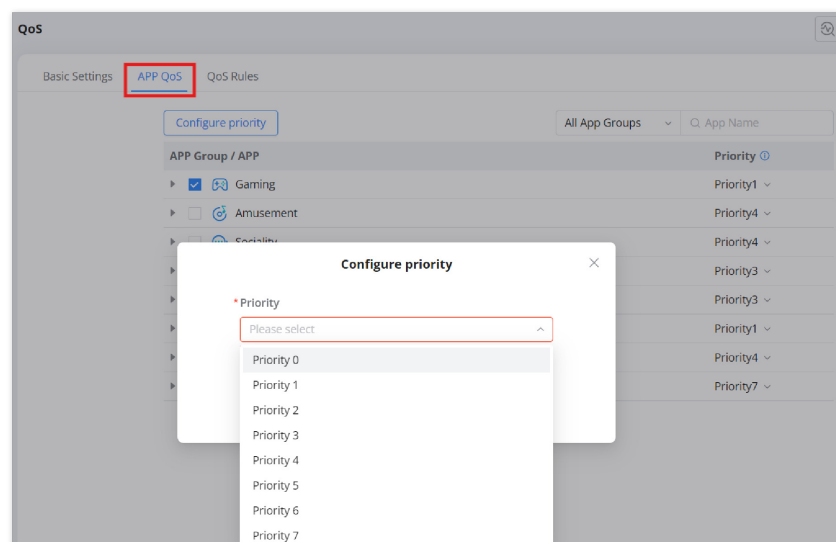 QoS
Basic Settings APP QoS QoS Rules
Configure priority All App Groups App Name
APP Group / APP Priority
Gaming Priority1
Amusement Priority4
Sociality Priority4
Priority3
Priority3
Priority1
Priority4
Priority7
Configure priority
* Priority
Please select
Priority 0
Priority 1
Priority 2
Priority 3
Priority 4
Priority 5
Priority 6
Priority 7